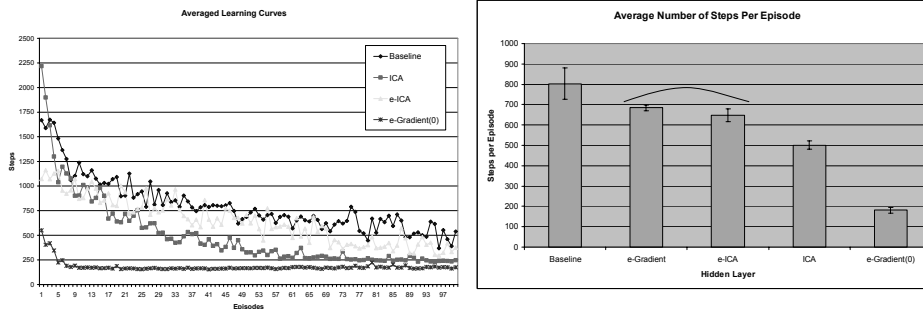 Averaged Learning Curves
2500
2250
2000
1750
1500
1250
1000
750
500
250
0
Steps
1 5 9 13 17 21 25 29 33 37 41 45 49 53 57 61 65 69 73 77 81 85 89 93 97
Episodes
Baseline
ICA
e-ICA
e-Gradient(0)
Average Number of Steps Per Episode
1000
900
800
700
600
500
400
300
200
100
0
Steps per Episode
Baseline e-Gradient e-ICA ICA e-Gradient(0)
Hidden Layer